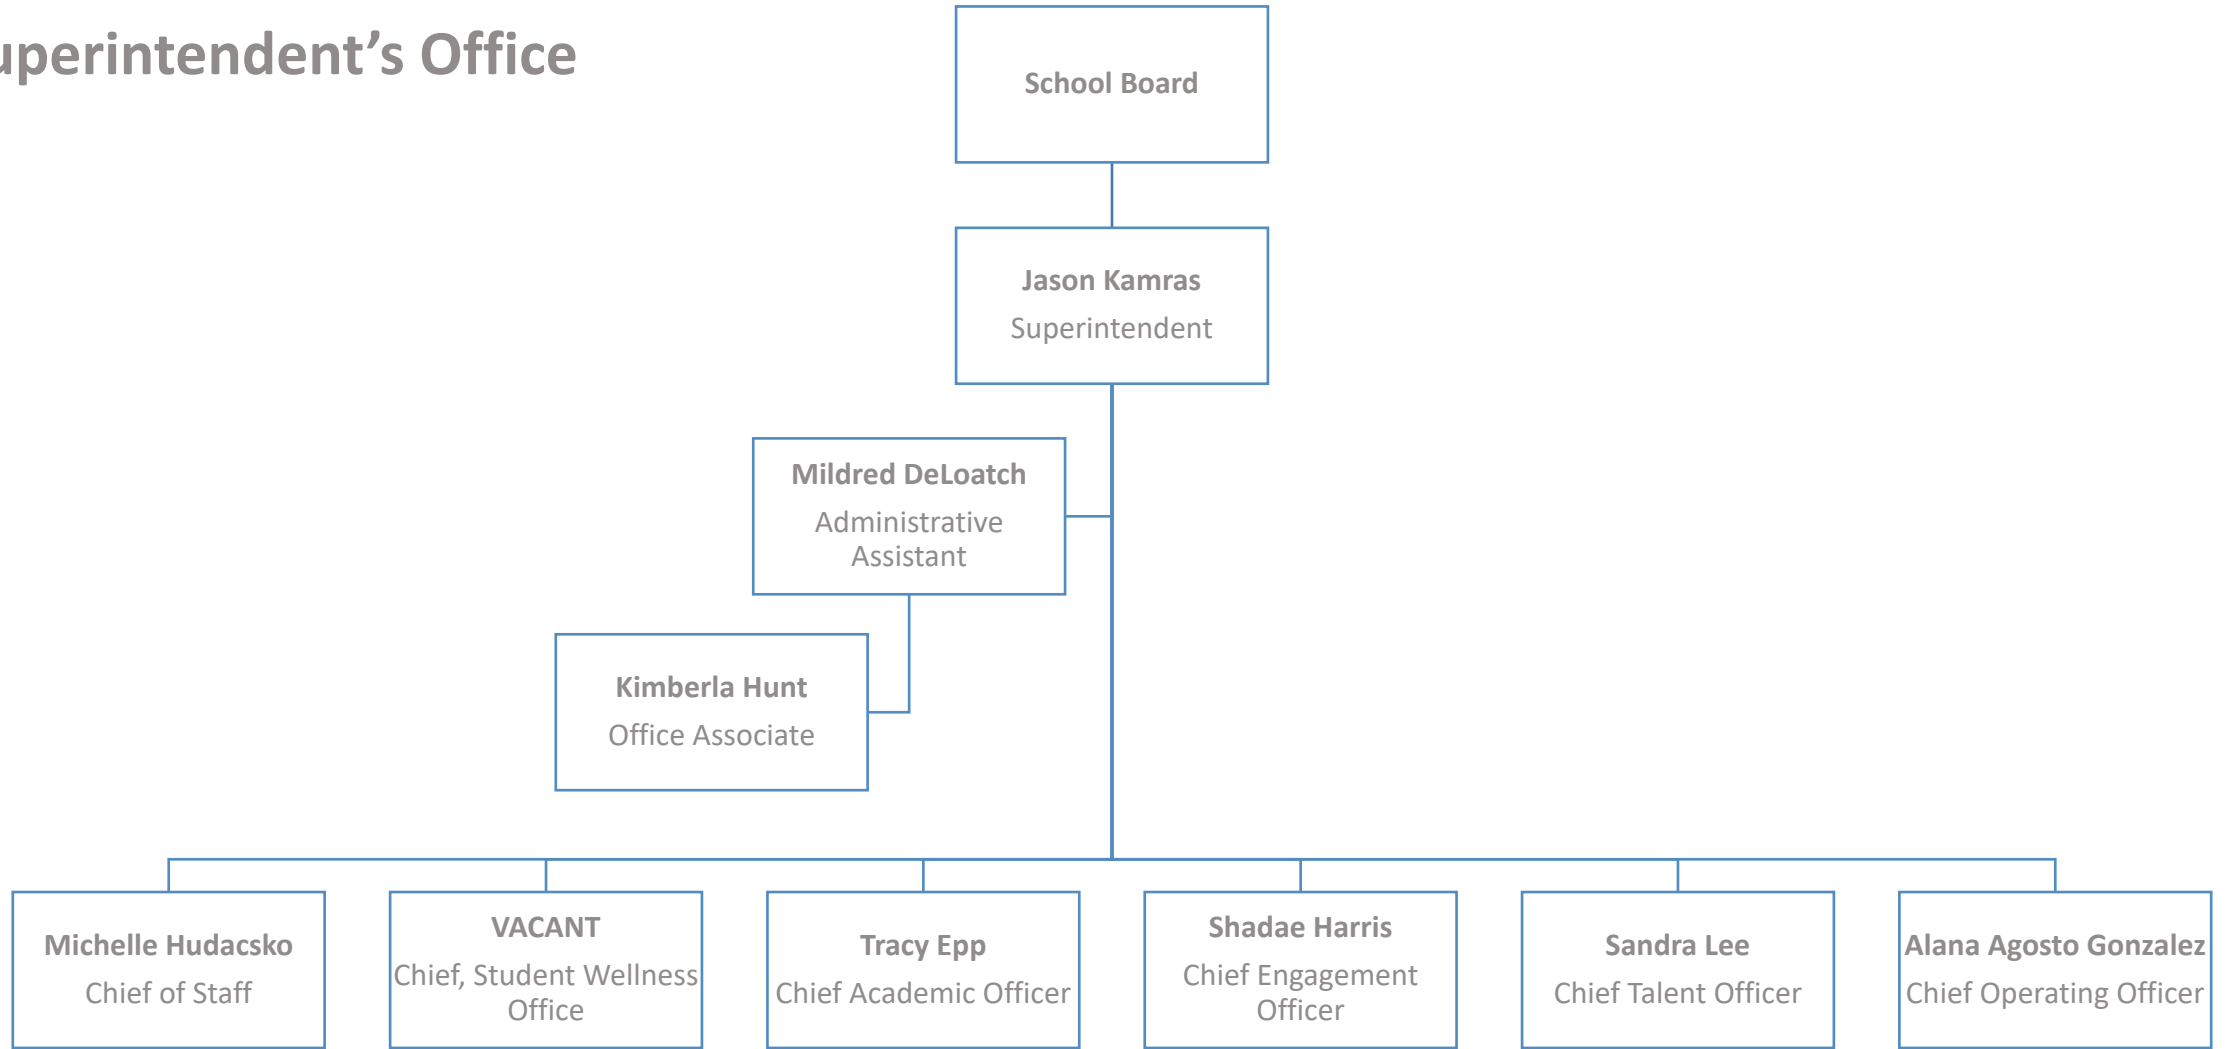 uperintendent’s Office
School Board
Jason Kamras
Superintendent
Mildred DeLoatch
Administrative
Assistant
Kimberla Hunt
Office Associate
Michelle Hudacsko
Chief of Staff
VACANT
Chief, Student Wellness
Office
Tracy Epp
Chief Academic Officer
Shadae Harris
Chief Engagement
Officer
Sandra Lee
Chief Talent Officer
Alana Agosto Gonzalez
Chief Operating Officer